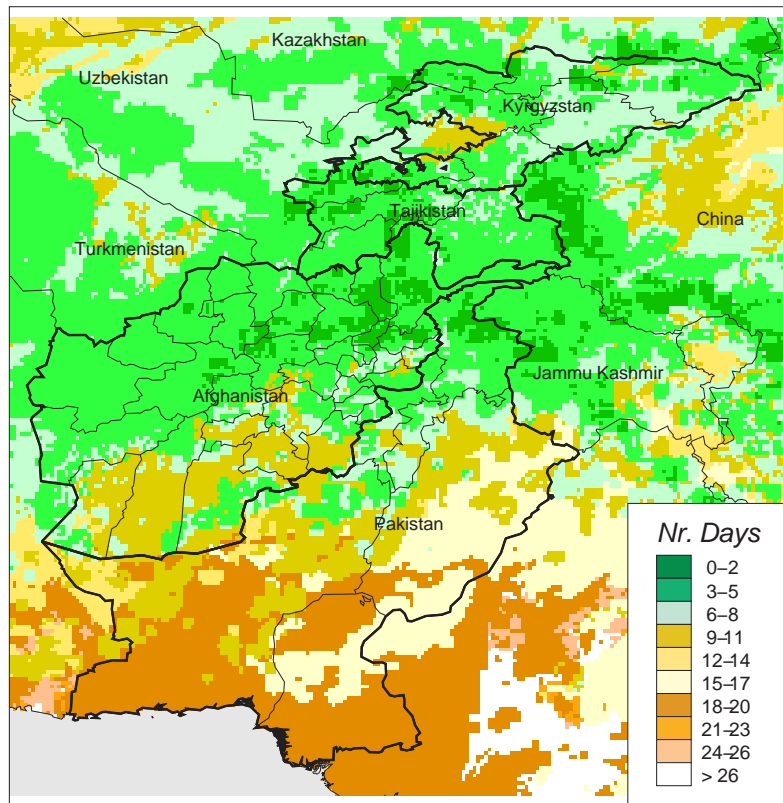 Kazakhstan
Uzbekistan
Kyrgyzstan
Tajikistan
China
Turkmenistan
Jammu Kashmir
Afghanistan
Pakistan
Nr. Days
0–2
3–5
6–8
9–11
12–14
15–17
18–20
21–23
24–26
> 26